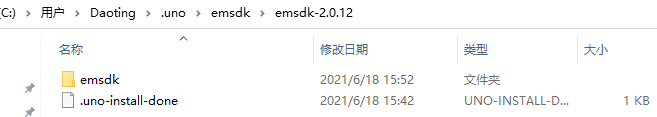 (C:) › 用户 › Daoting › .uno › emsdk › emsdk-2.0.12
名称 修改日期 类型 大小
emsdk 2021/6/18 15:52 文件夹
.uno-install-done 2021/6/18 15:42 UNO-INSTALL-D... 1 KB